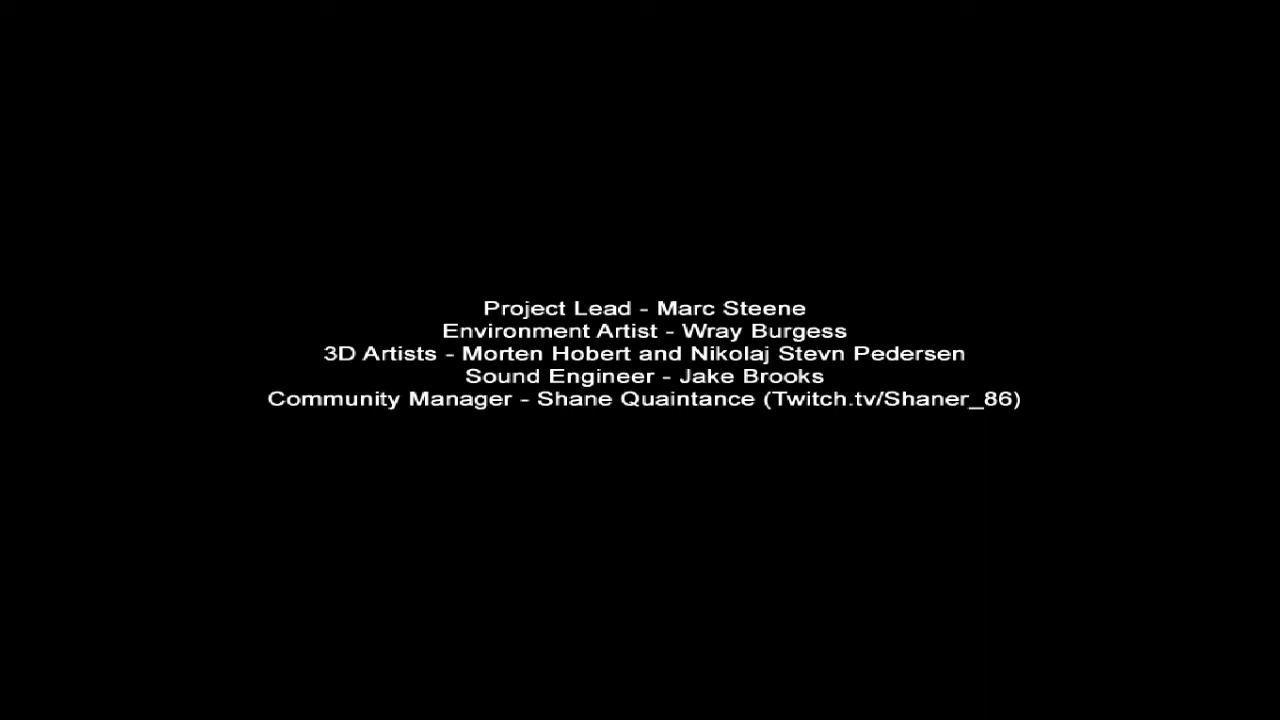 Project Lead - Marc Steene
Environment Artist - Wray Burgess
3D Artists - Morten Hobert and Nikolaj Stevn Pedersen
Sound Engineer - Jake Brooks
Community Manager - Shane Quaintance (Twitch.tv/Shaner_86)